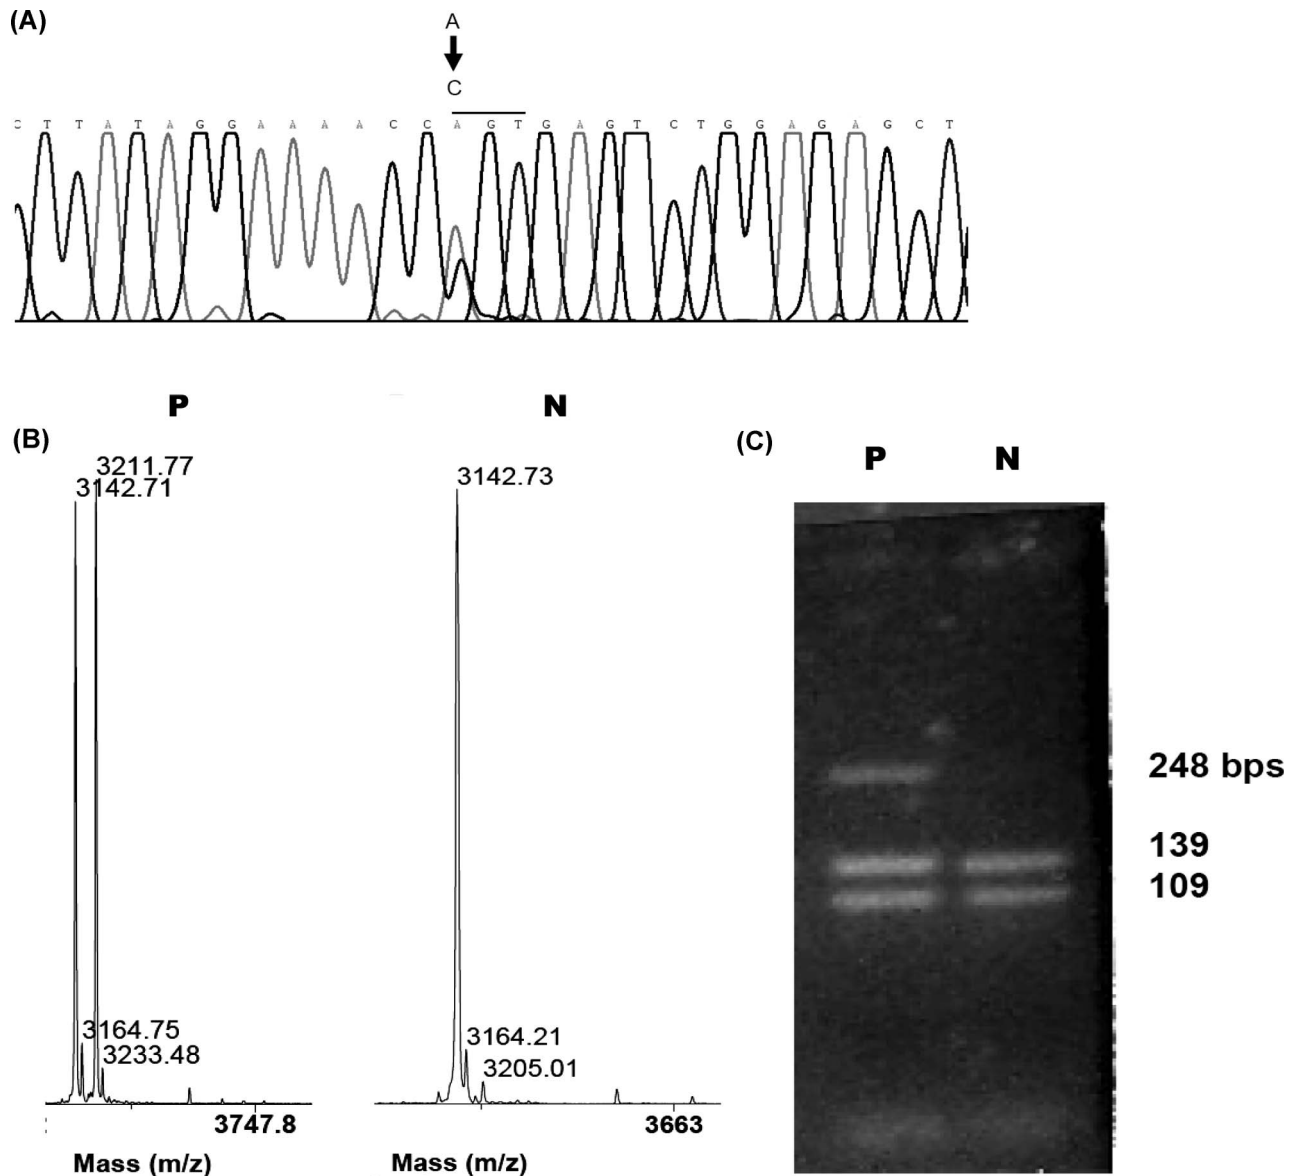 (A)
A
C
C T T A T A G G A A A A C C A G T G A G T C T G G A G A G C T
P
N
(B)
3211.77
3142.71
3164.75
3233.48
3747.8
Mass (m/z)
3142.73
3164.21
3205.01
3663
Mass (m/z)
(C)
P
N
248 bps
139
109